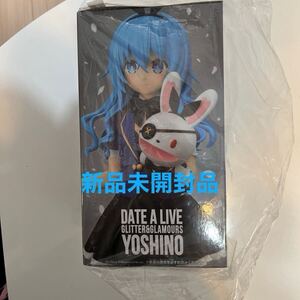 新品未開封品
DATE A LIVE
GLITTER&GLAMOURS
YOSHINO